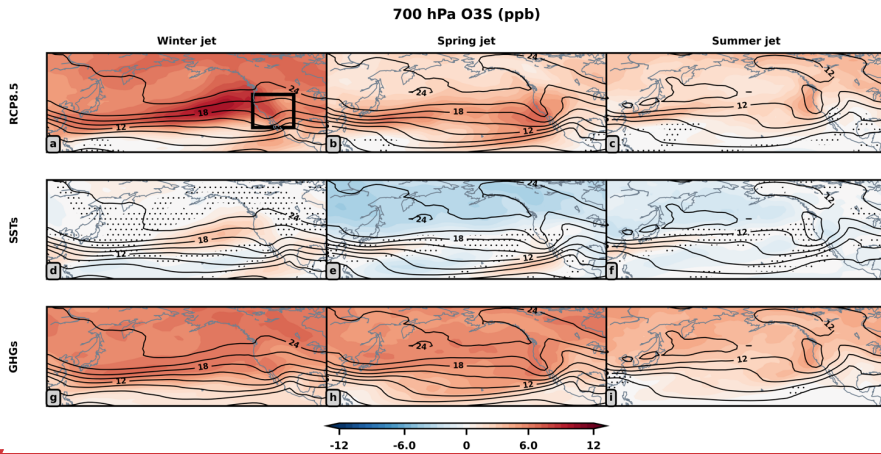 700 hPa O3S (ppb)
Winter jet Spring jet Summer jet
RCP8.5
24 18 12 a
24 24 18 b
12 12 c
SSTs
24 18 12 d
24 24 18 12 e
12 12 f
GHGs
24 18 12 g
24 24 18 12 h
12 12 i
-12 -6.0 0 6.0 12